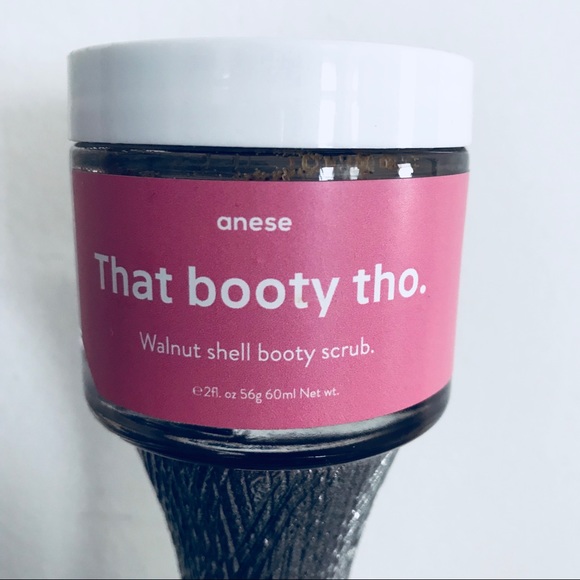 anese
That booty tho.
Walnut shell booty scrub.
℮2fl. oz 56g 60ml Net wt.